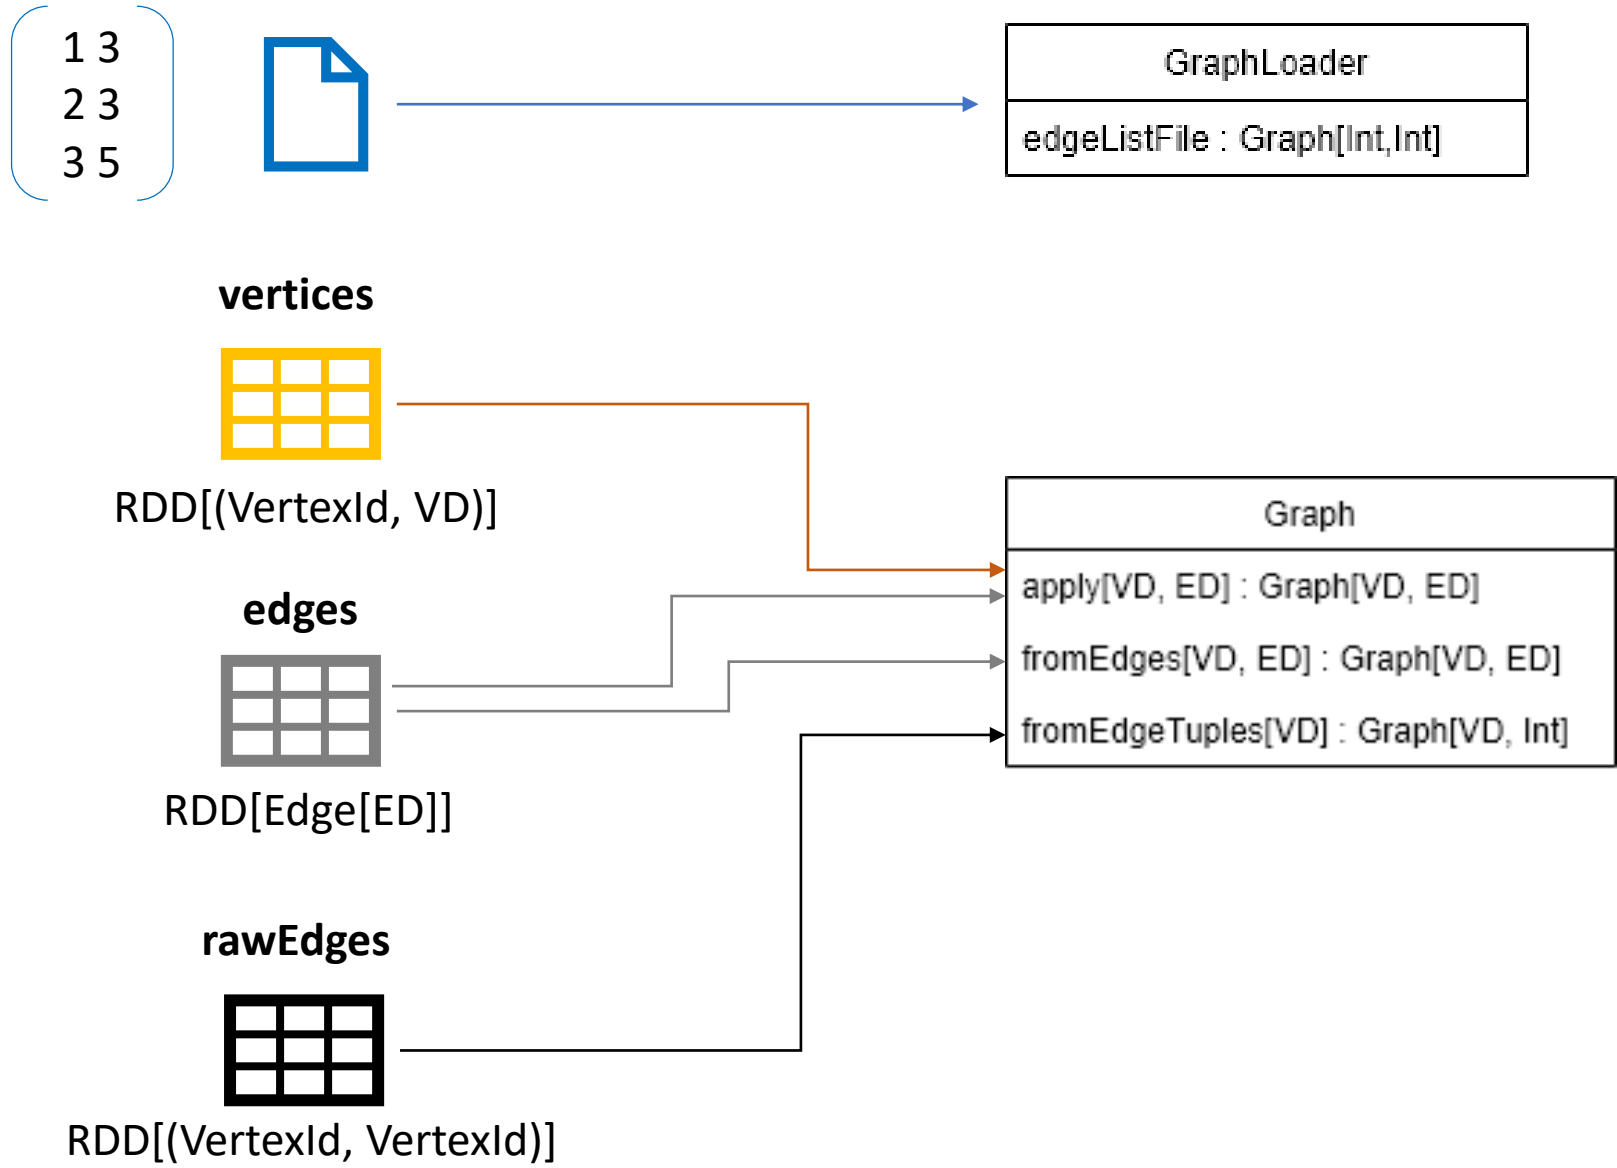 1 3
2 3
3 5
GraphLoader
edgeListFile : Graph[Int,Int]
vertices
RDD[(VertexId, VD)]
edges
RDD[Edge[ED]]
rawEdges
RDD[(VertexId, VertexId)]
Graph
apply[VD, ED] : Graph[VD, ED]
fromEdges[VD, ED] : Graph[VD, ED]
fromEdgeTuples[VD] : Graph[VD, Int]